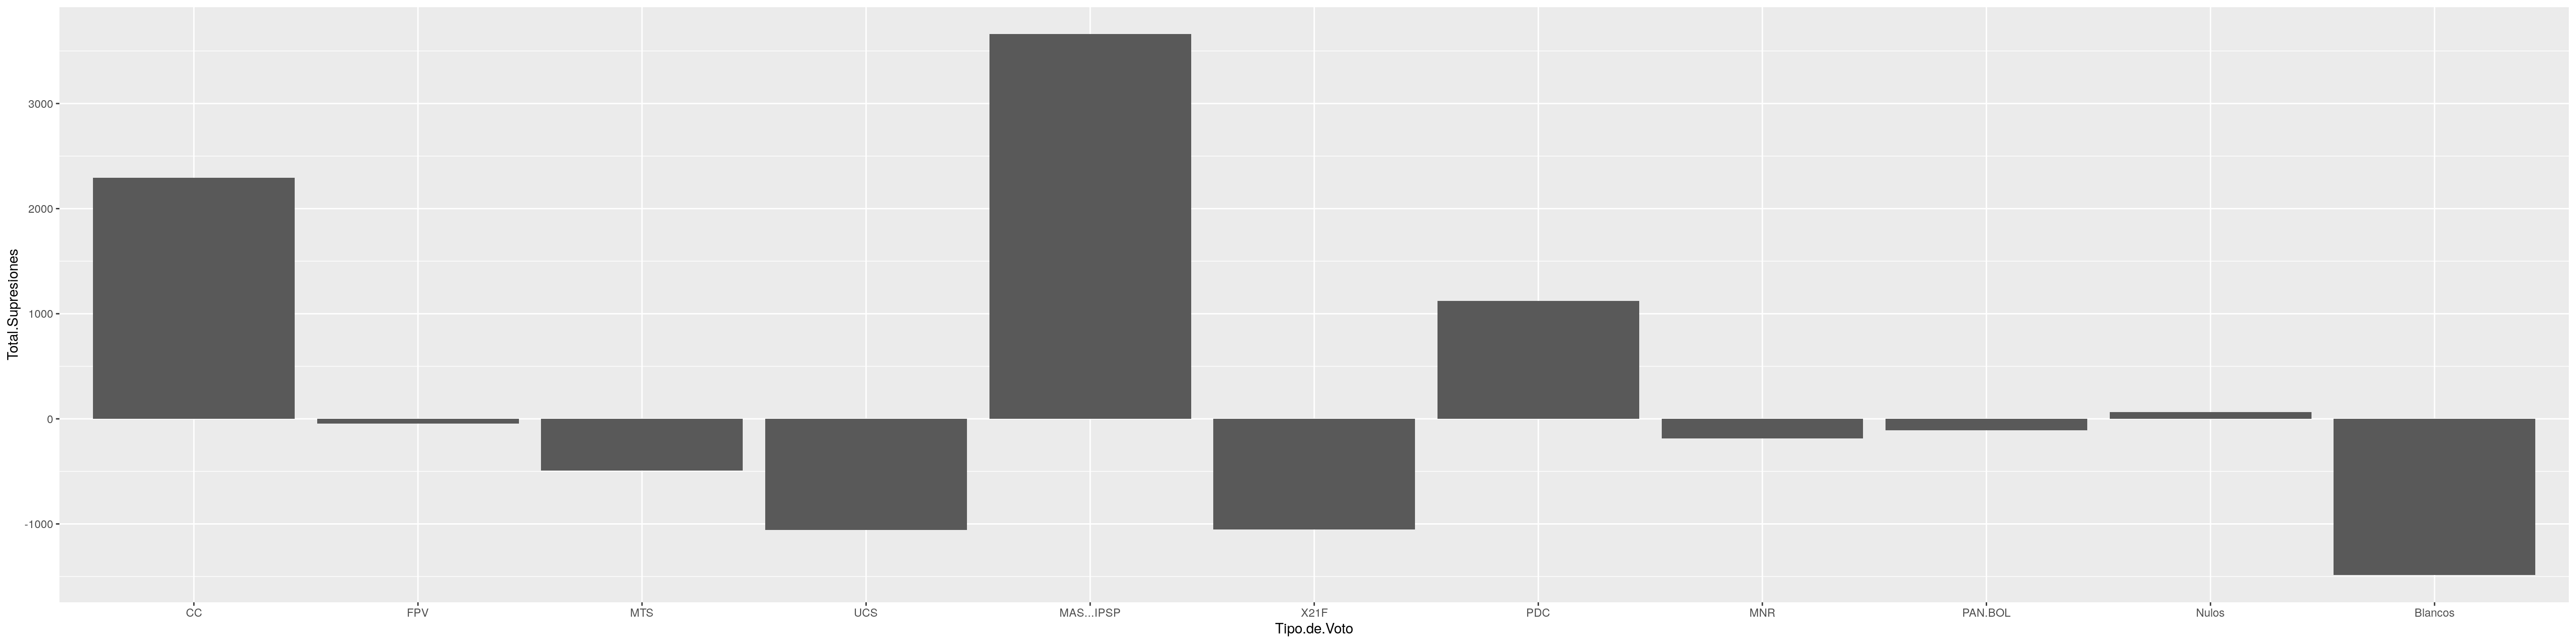 Total.Supresiones
3000
2000
1000
0
-1000
CC FPV MTS UCS MAS...IPSP X21F PDC MNR PAN.BOL Nulos Blancos
Tipo.de.Voto